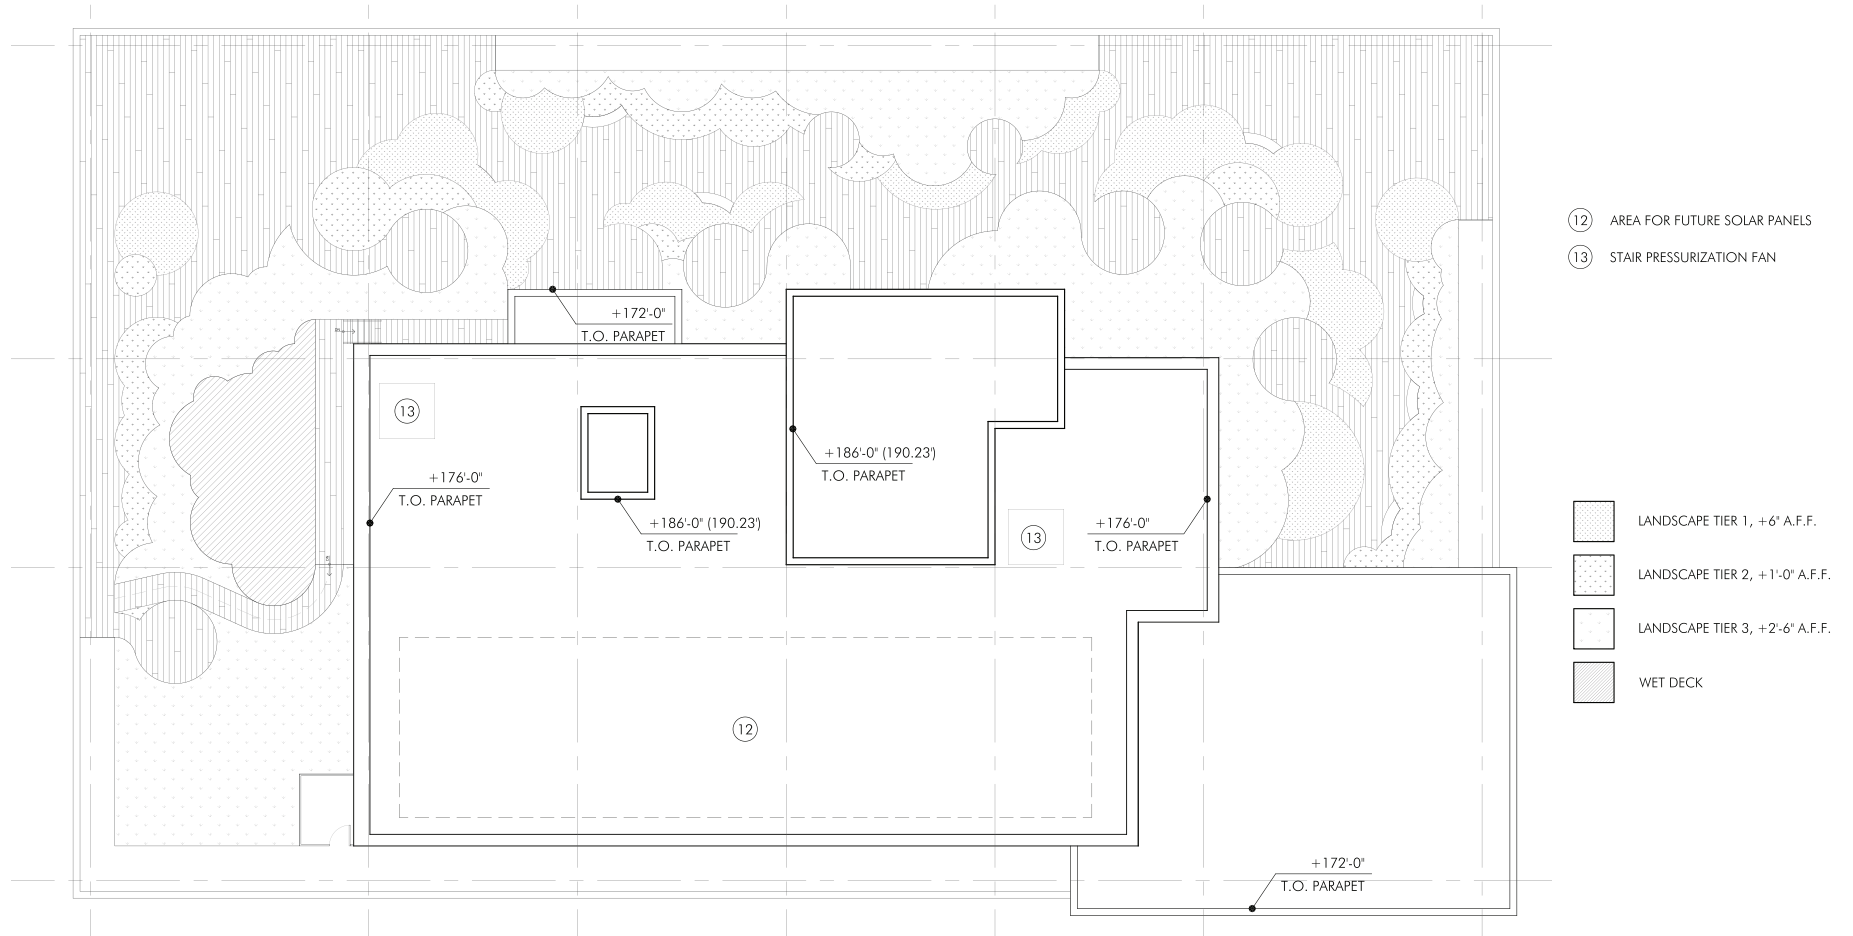 12 AREA FOR FUTURE SOLAR PANELS
13 STAIR PRESSURIZATION FAN
+172'-0"
T.O. PARAPET
13
+186'-0" (190.23')
T.O. PARAPET
+176'-0"
T.O. PARAPET
+186'-0" (190.23')
T.O. PARAPET
13
+176'-0"
T.O. PARAPET
LANDSCAPE TIER 1, +6" A.F.F.
LANDSCAPE TIER 2, +1'-0" A.F.F.
LANDSCAPE TIER 3, +2'-6" A.F.F.
WET DECK
12
+172'-0"
T.O. PARAPET